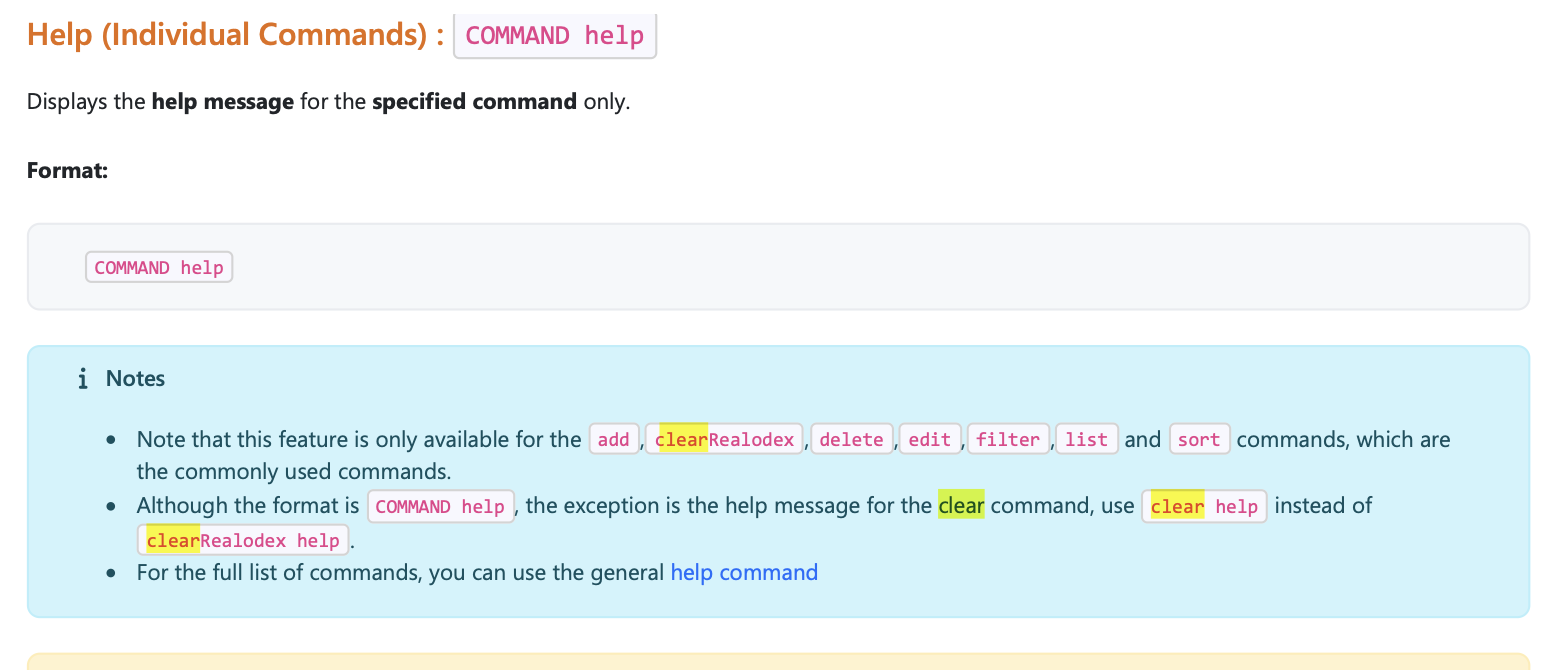 Help (Individual Commands) : COMMAND help
Displays the help message for the specified command only.
Format:
COMMAND help
Notes
Note that this feature is only available for the add, clearRealodex, delete, edit, filter, list and sort commands, which are
the commonly used commands.
Although the format is COMMAND help, the exception is the help message for the clear command, use clear help instead of
clearRealodex help.
For the full list of commands, you can use the general help command